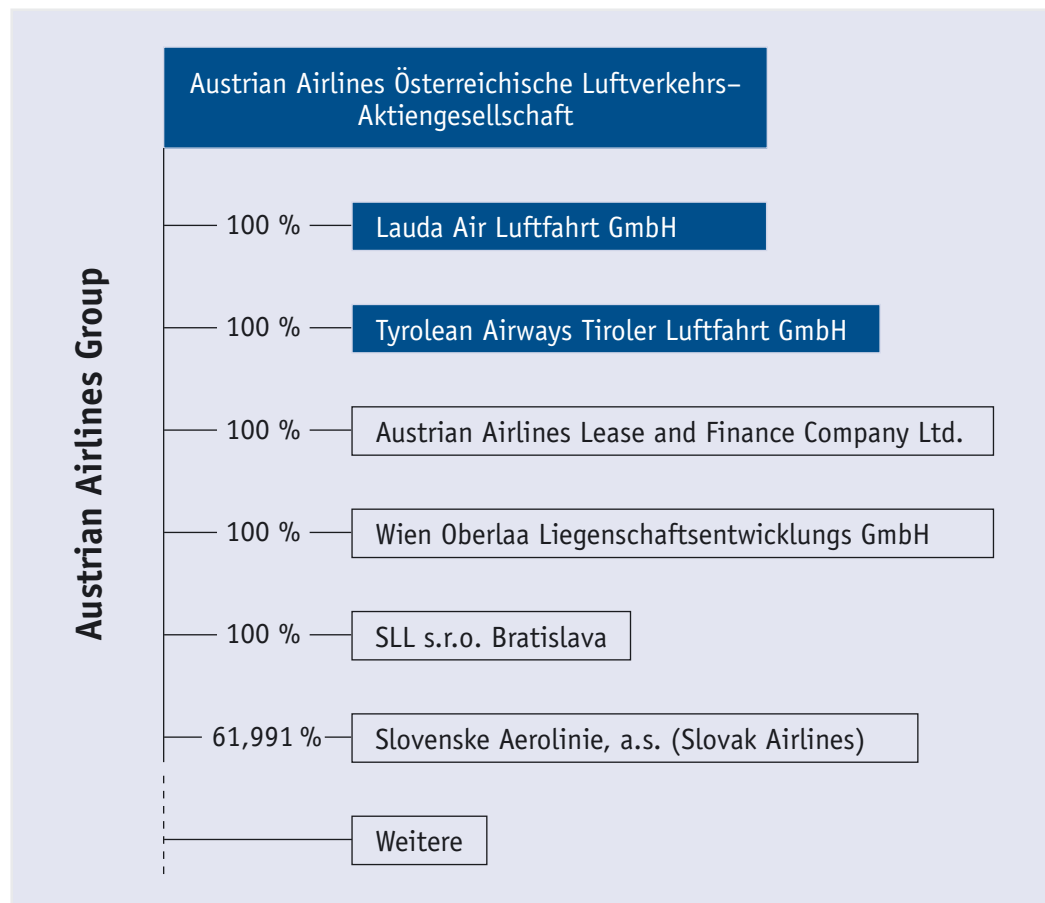 Austrian Airlines Österreichische Luftverkehrs–
Aktiengesellschaft
Austrian Airlines Group
100 % Lauda Air Luftfahrt GmbH
100 % Tyrolean Airways Tiroler Luftfahrt GmbH
100 % Austrian Airlines Lease and Finance Company Ltd.
100 % Wien Oberlaa Liegenschaftsentwicklungs GmbH
100 % SLL s.r.o. Bratislava
61,991 % Slovenske Aerolinie, a.s. (Slovak Airlines)
Weitere